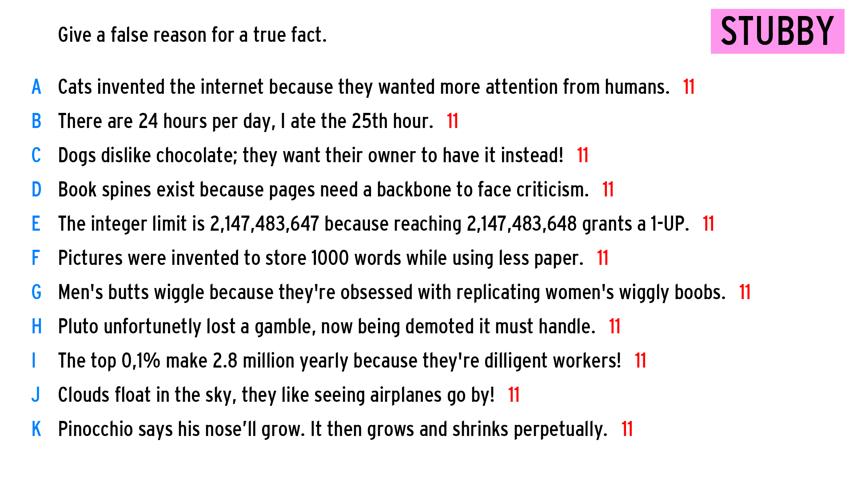 Give a false reason for a true fact.
STUBBY
A Cats invented the internet because they wanted more attention from humans. 11
B There are 24 hours per day, I ate the 25th hour. 11
C Dogs dislike chocolate; they want their owner to have it instead! 11
D Book spines exist because pages need a backbone to face criticism. 11
E The integer limit is 2,147,483,647 because reaching 2,147,483,648 grants a 1-UP. 11
F Pictures were invented to store 1000 words while using less paper. 11
G Men's butts wiggle because they're obsessed with replicating women's wiggly boobs. 11
H Pluto unfortunetly lost a gamble, now being demoted it must handle. 11
I The top 0,1% make 2.8 million yearly because they're dilligent workers! 11
J Clouds float in the sky, they like seeing airplanes go by! 11
K Pinocchio says his nose’ll grow. It then grows and shrinks perpetually. 11